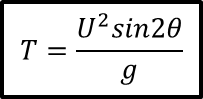 T = U²sin2θ / g